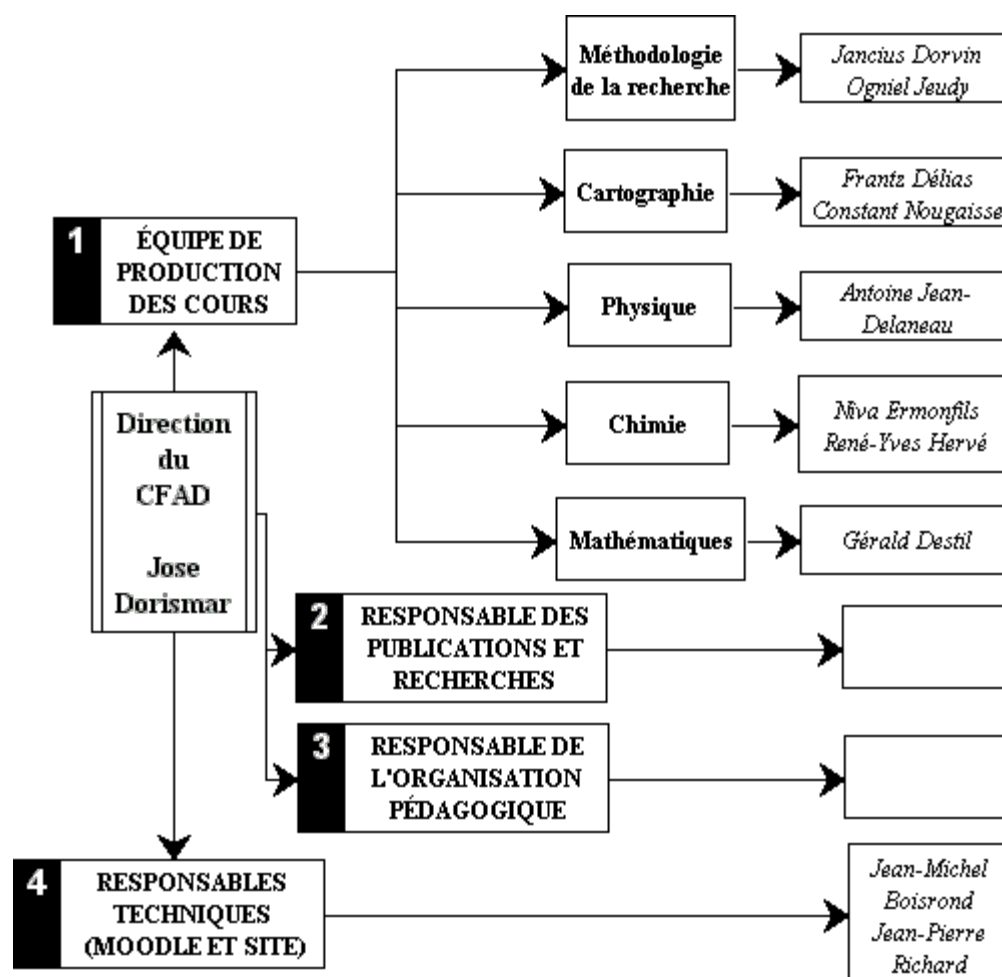 Méthodologie
de la recherche
Jancius Dorvin
Ogniel Jeudy
Cartographie
Frantz Délias
Constant Nougaisse
1
ÉQUIPE DE
PRODUCTION
DES COURS
Physique
Antoine Jean-
Delaneau
Chimie
Niva Ermonfils
René-Yves Hervé
Mathématiques
Gérald Destil
Direction
du
CFAD
Jose
Dorismar
2
RESPONSABLE DES
PUBLICATIONS ET
RECHERCHES
3
RESPONSABLE DE
L'ORGANISATION
PÉDAGOGIQUE
4
RESPONSABLES
TECHNIQUES
(MOODLE ET SITE)
Jean-Michel
Boisrond
Jean-Pierre
Richard